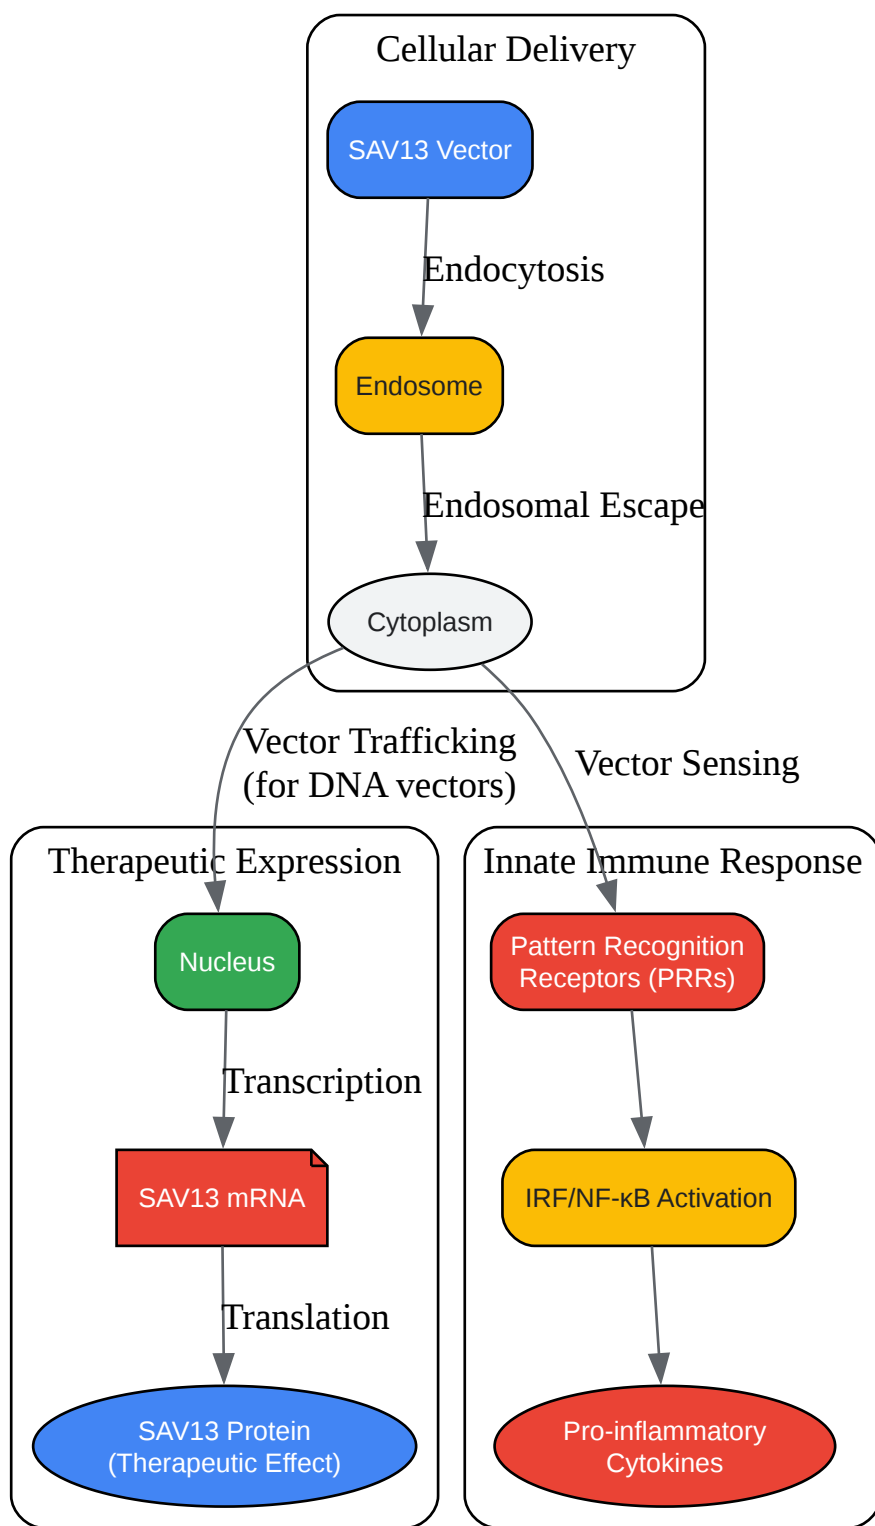 Cellular Delivery
SAV13 Vector
Endocytosis
Endosome
Endosomal Escape
Cytoplasm
Vector Trafficking
(for DNA vectors)
Vector Sensing
Therapeutic Expression
Nucleus
Transcription
SAV13 mRNA
Translation
SAV13 Protein
(Therapeutic Effect)
Innate Immune Response
Pattern Recognition
Receptors (PRRs)
IRF/NF-κB Activation
Pro-inflammatory
Cytokines